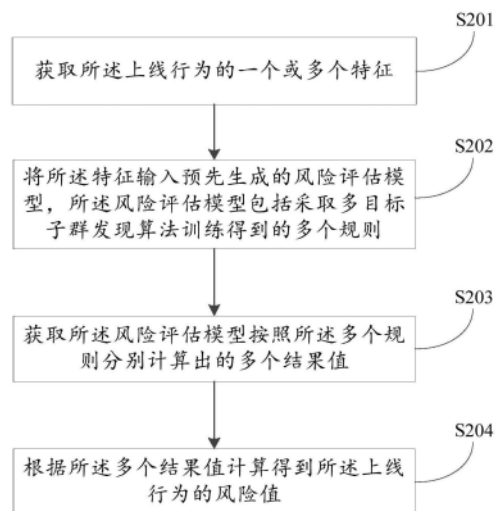 S201
获取所述上线行为的一个或多个特征
S202
将所述特征输入预先生成的风险评估模
型，所述风险评估模型包括采取多目标
子群发现算法训练得到的多个规则
S203
获取所述风险评估模型按照所述多个规
则分别计算出的多个结果值
S204
根据所述多个结果值计算得到所述上线
行为的风险值